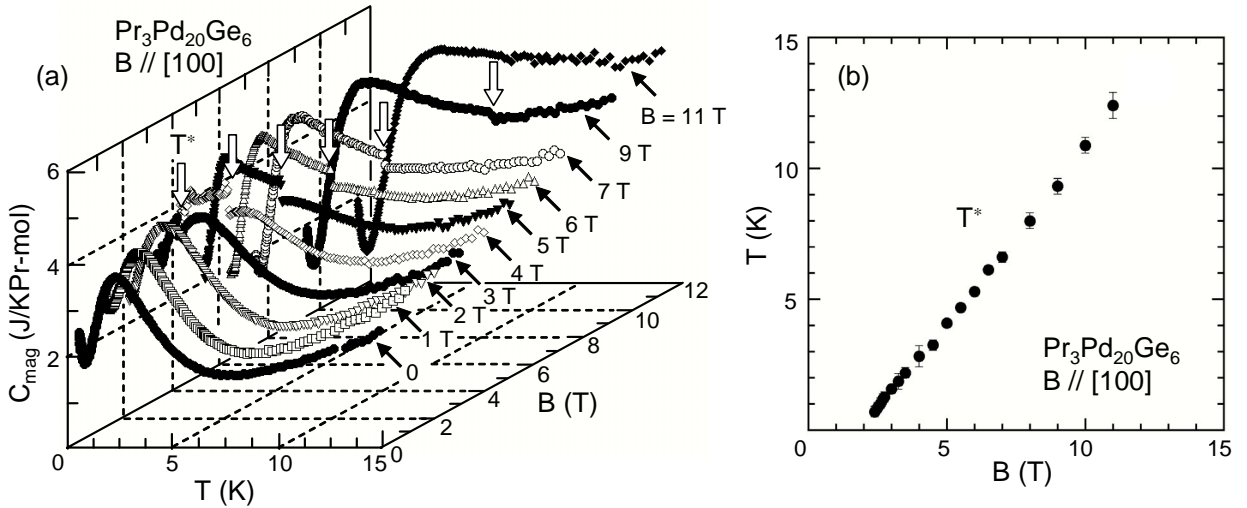 (a)
Pr3Pd20Ge6
B // [100]
T*
B = 11 T
9 T
7 T
6 T
5 T
4 T
3 T
2 T
1 T
0
6
4
2
Cmag (J/KPr-mol)
0
5
10
15
T (K)
0
2
4
6
8
10
12
B (T)
(b)
15
10
5
T (K)
T*
Pr3Pd20Ge6
B // [100]
0
5
10
15
B (T)